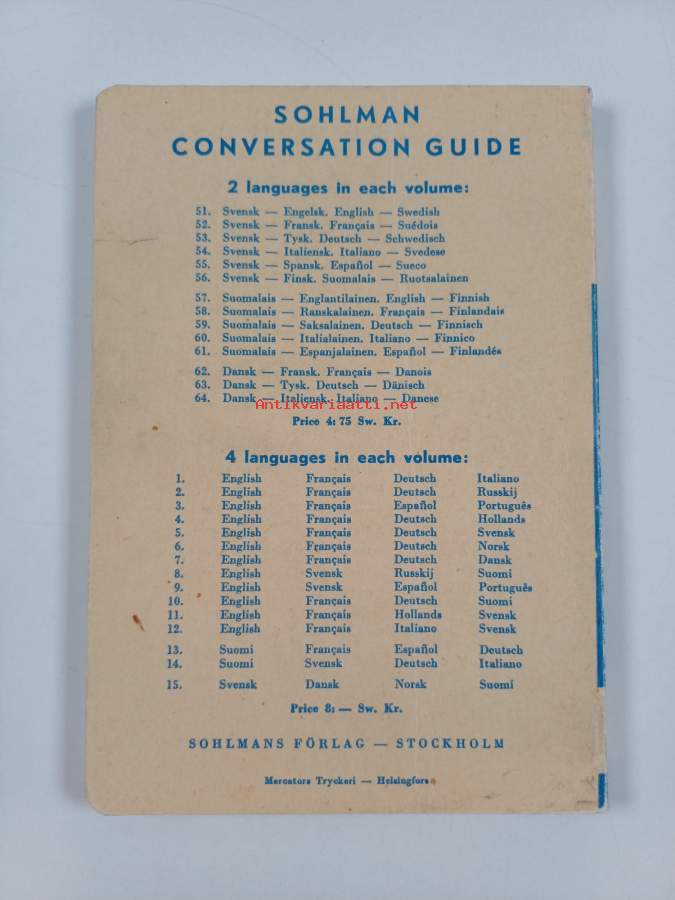 SOHLMAN
CONVERSATION GUIDE
2 languages in each volume:
51. Svensk — Engelsk. English — Swedish
52. Svensk — Fransk. Français — Suédois
53. Svensk — Tysk. Deutsch — Schwedisch
54. Svensk — Italiensk. Italiano — Svedese
55. Svensk — Spansk. Español — Sueco
56. Svensk — Finsk. Suomalais — Ruotsalainen
57. Suomalais — Englantilainen. English — Finnish
58. Suomalais — Ranskalainen. Français — Finlandais
59. Suomalais — Saksalainen. Deutsch — Finnisch
60. Suomalais — Italialainen. Italiano — Finnico
61. Suomalais — Espanjalainen. Español — Finlandés
62. Dansk — Fransk. Français — Danois
63. Dansk — Tysk. Deutsch — Dänisch
64. Dansk — Italiensk. Italiano — Danese
Antikvariaatti.net
Price 4: 75 Sw. Kr.
4 languages in each volume:
1. English Français Deutsch Italiano
2. English Français Deutsch Russkij
3. English Français Español Português
4. English Français Deutsch Hollands
5. English Français Deutsch Svensk
6. English Français Deutsch Norsk
7. English Français Deutsch Dansk
8. English Svensk Russkij Suomi
9. English Svensk Español Português
10. English Français Deutsch Suomi
11. English Français Hollands Svensk
12. English Français Italiano Svensk
13. Suomi Français Español Deutsch
14. Suomi Svensk Deutsch Italiano
15. Svensk Dansk Norsk Suomi
Price 8: — Sw. Kr.
SOHLMANS FÖRLAG — STOCKHOLM
Mercators Tryckeri — Helsingfors